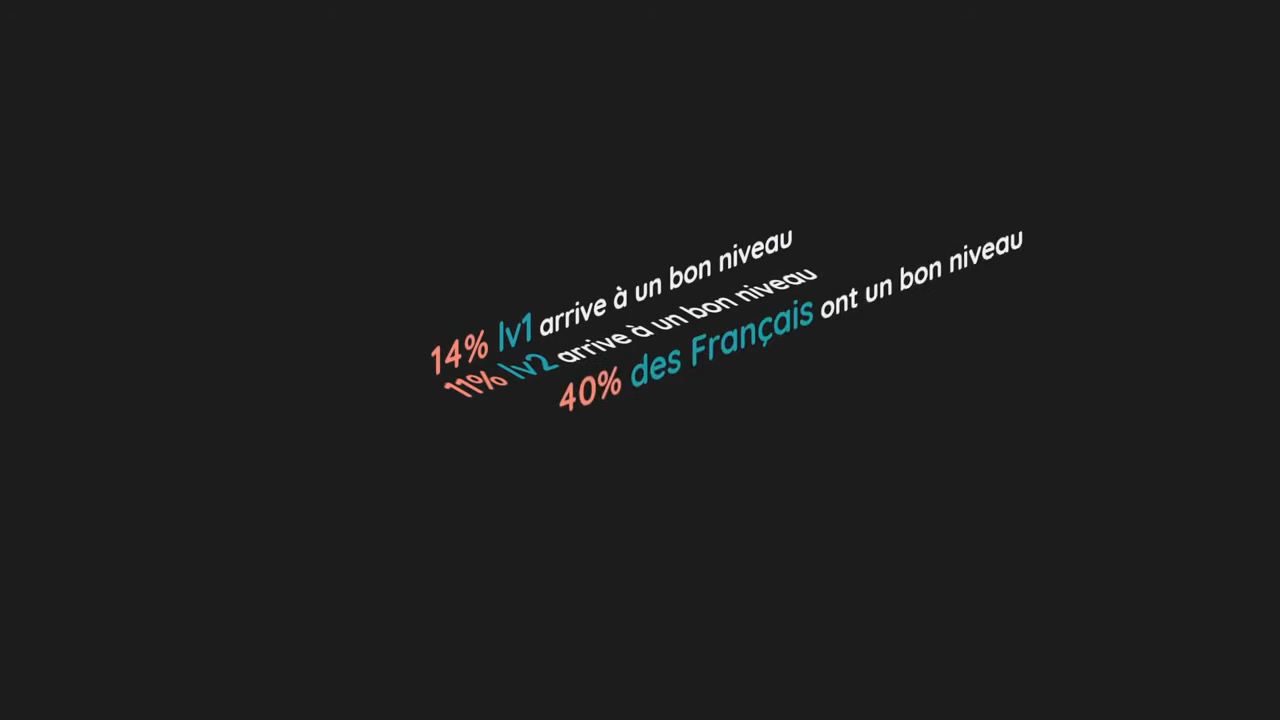 14% lv1 arrive à un bon niveau
11% lv2 arrive à un bon niveau
40% des Français ont un bon niveau